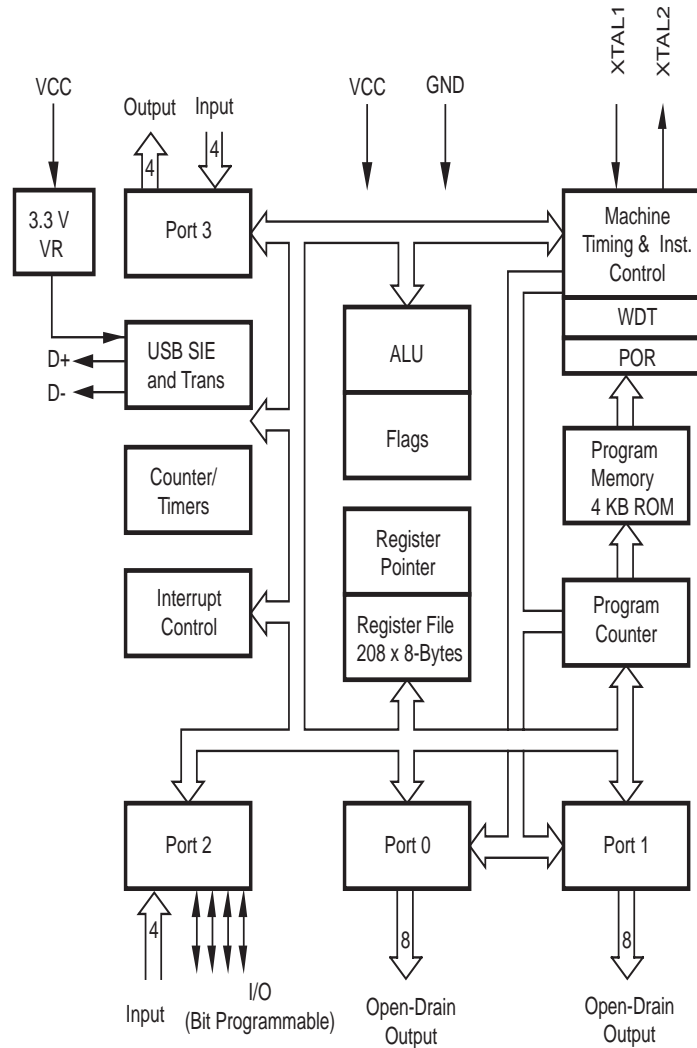 XTAL1
XTAL2
VCC
Output
Input
VCC
GND
4
4
3.3 V
VR
Port 3
Machine
Timing & Inst.
Control
WDT
POR
USB SIE
and Trans
D+
D-
ALU
Flags
Counter/
Timers
Program
Memory
4 KB ROM
Register
Pointer
Interrupt
Control
Register File
208 x 8-Bytes
Program
Counter
Port 2
Port 0
Port 1
4
8
8
Input
I/O
(Bit Programmable)
Open-Drain
Output
Open-Drain
Output